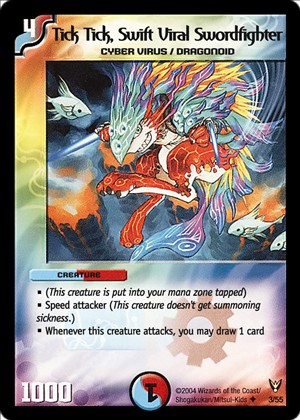 4 Tick Tick, Swift Viral Swordfighter
CYBER VIRUS / DRAGONOID
CREATURE
▪ (This creature is put into your mana zone tapped)
▪ Speed attacker (This creature doesn't get summoning
sickness.)
▪ Whenever this creature attacks, you may draw 1 card
1000
1
©2004 Wizards of the Coast/
Shogakukan/Mitsui-Kids ✦ 3/55